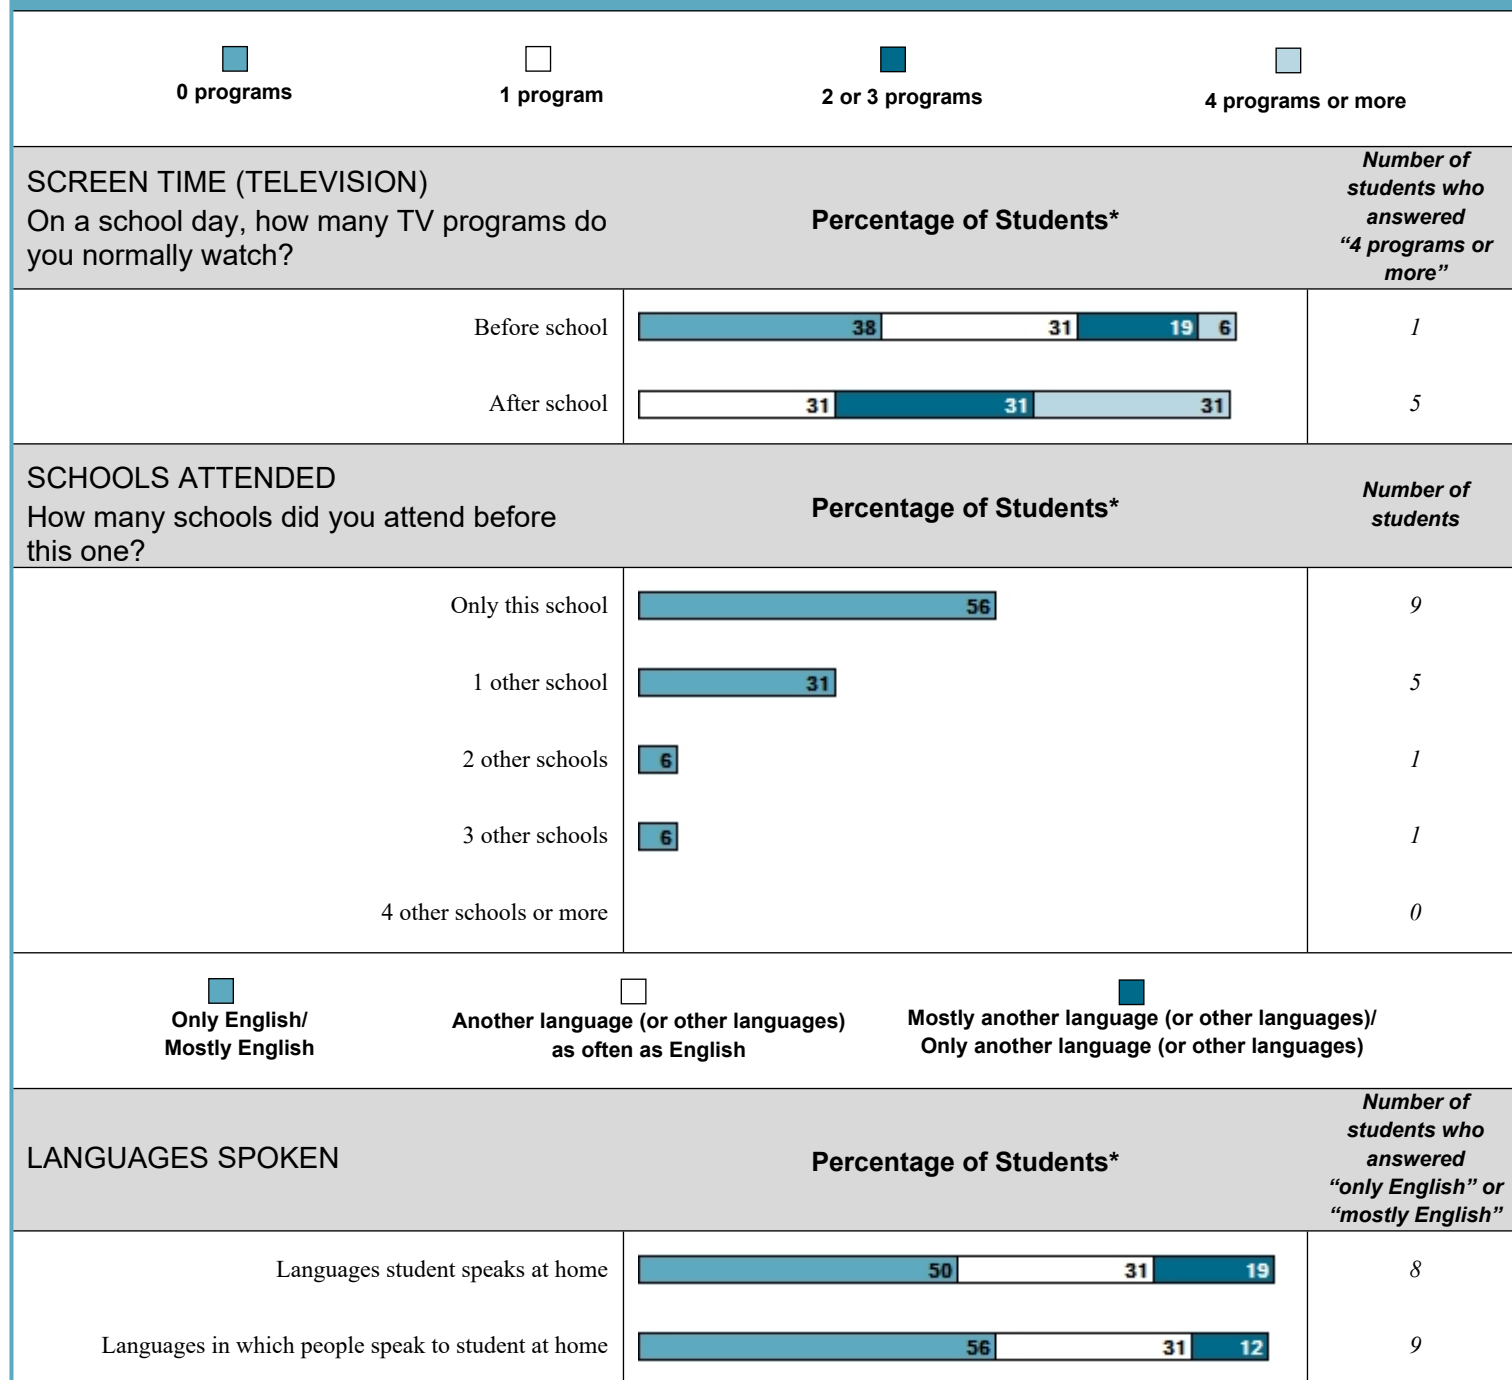 0 programs
1 program
2 or 3 programs
4 programs or more
SCREEN TIME (TELEVISION)
On a school day, how many TV programs do
you normally watch?
Percentage of Students*
Number of
students who
answered
“4 programs or
more”
Before school
38 31 19 6
1
After school
31 31 31
5
SCHOOLS ATTENDED
How many schools did you attend before
this one?
Percentage of Students*
Number of
students
Only this school
56
9
1 other school
31
5
2 other schools
6
1
3 other schools
6
1
4 other schools or more
0
Only English/
Mostly English
Another language (or other languages)
as often as English
Mostly another language (or other languages)/
Only another language (or other languages)
LANGUAGES SPOKEN
Percentage of Students*
Number of
students who
answered
“only English” or
“mostly English”
Languages student speaks at home
50 31 19
8
Languages in which people speak to student at home
56 31 12
9